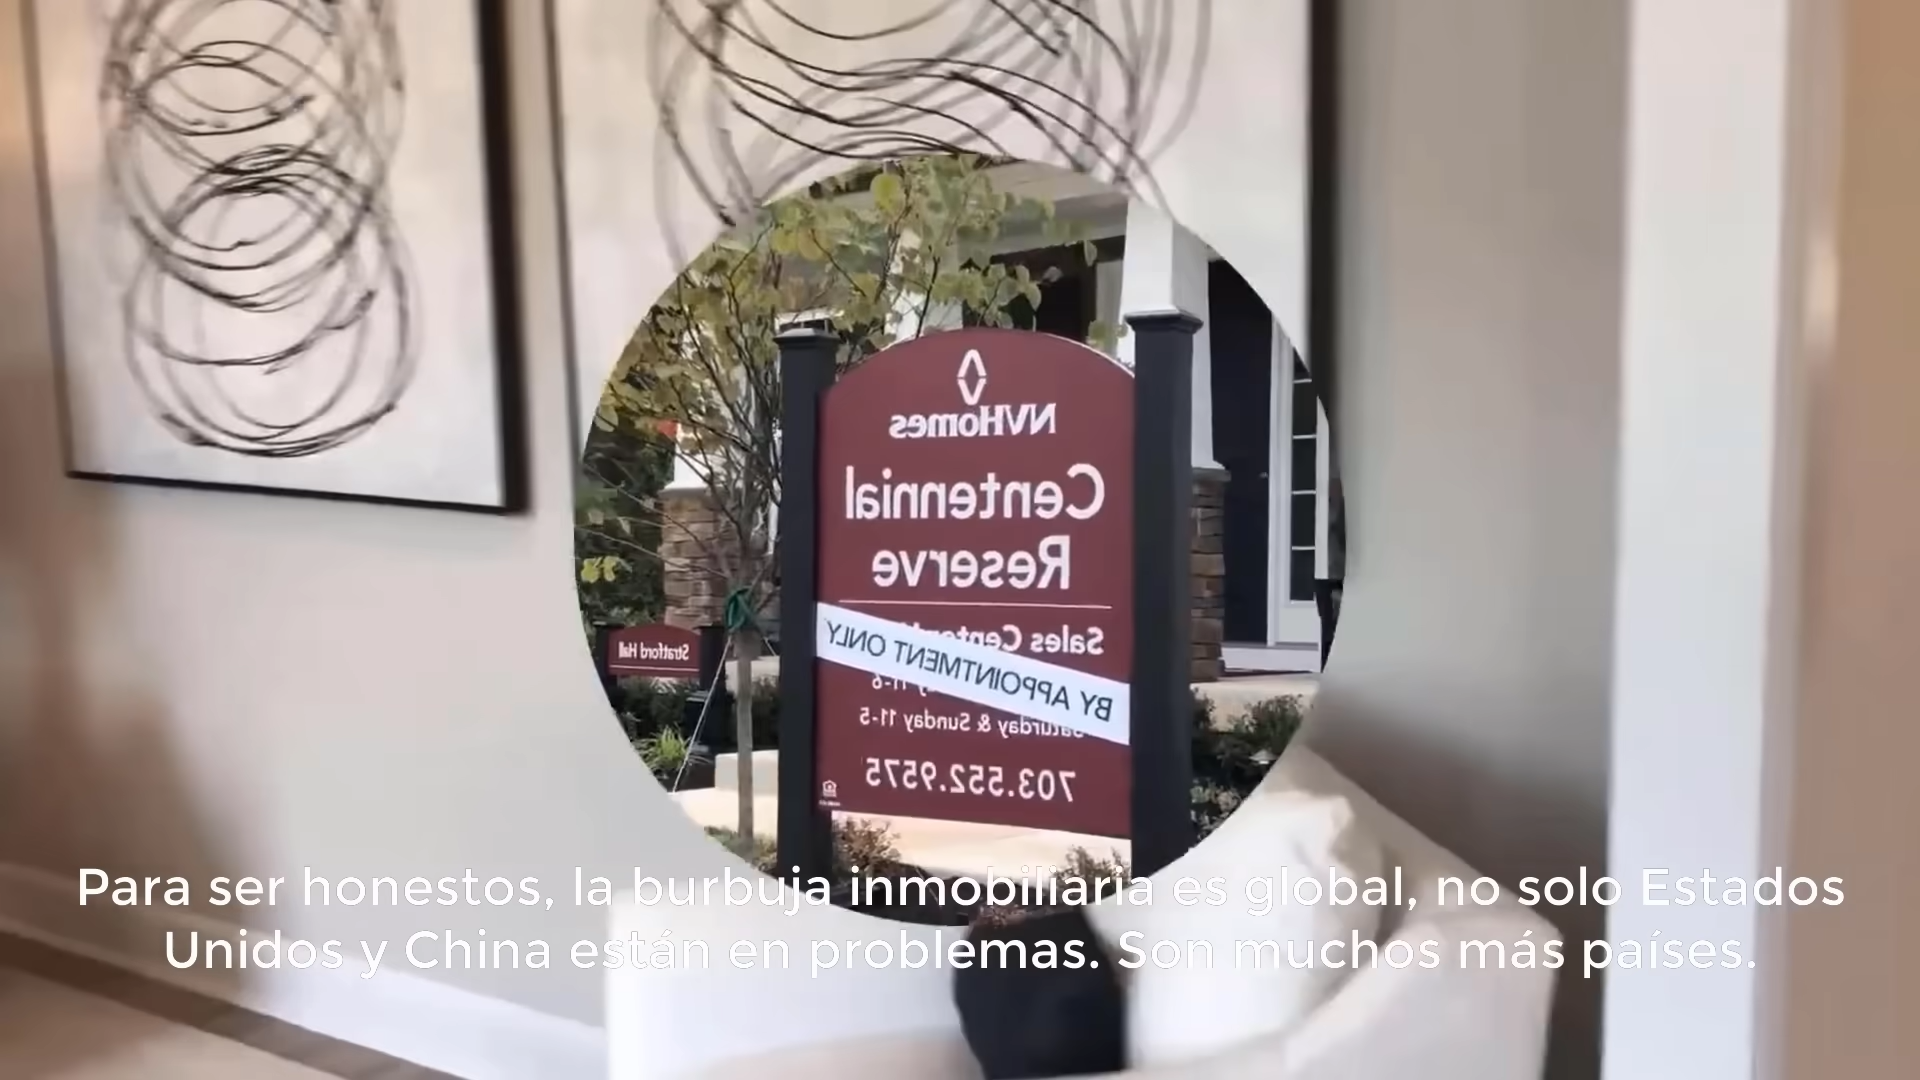 NVHomes
Centennial
Reserve
Sales Center
BY APPOINTMENT ONLY
Saturday & Sunday 11-5
703.552.9575
Stratford Hall
Para ser honestos, la burbuja inmobiliaria es global, no solo Estados
Unidos y China están en problemas. Son muchos más países.